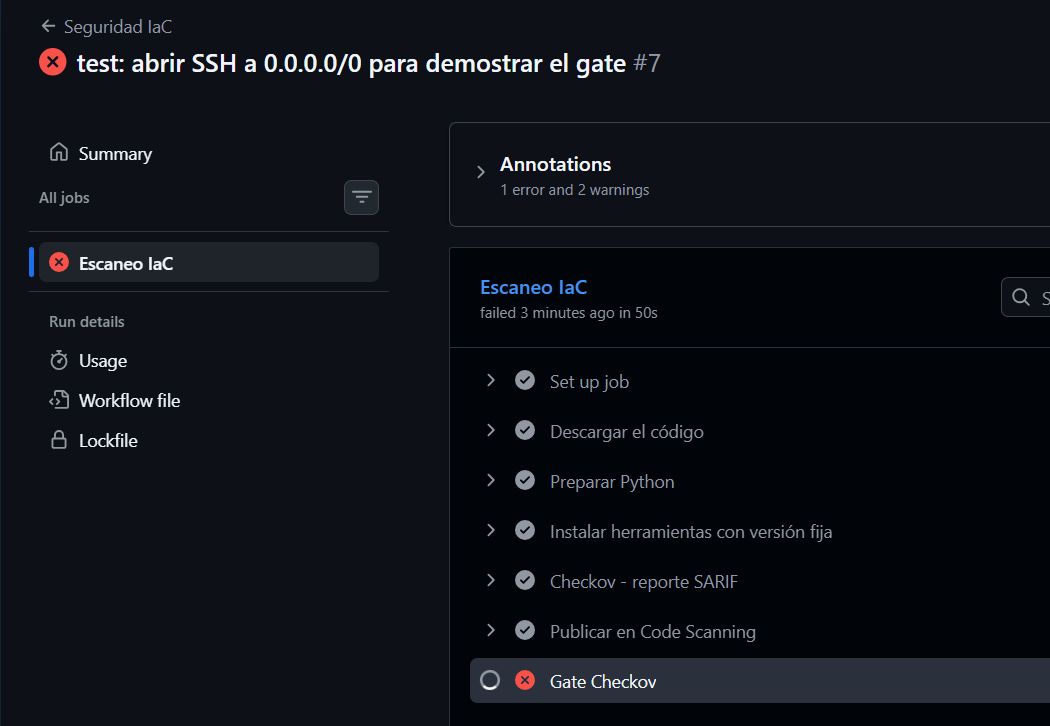 Seguridad IaC
test: abrir SSH a 0.0.0.0/0 para demostrar el gate #7
Summary
All jobs
Escaneo IaC
Run details
Usage
Workflow file
Lockfile
Annotations
1 error and 2 warnings
Escaneo IaC
failed 3 minutes ago in 50s
S
Set up job
Descargar el código
Preparar Python
Instalar herramientas con versión fija
Checkov - reporte SARIF
Publicar en Code Scanning
Gate Checkov